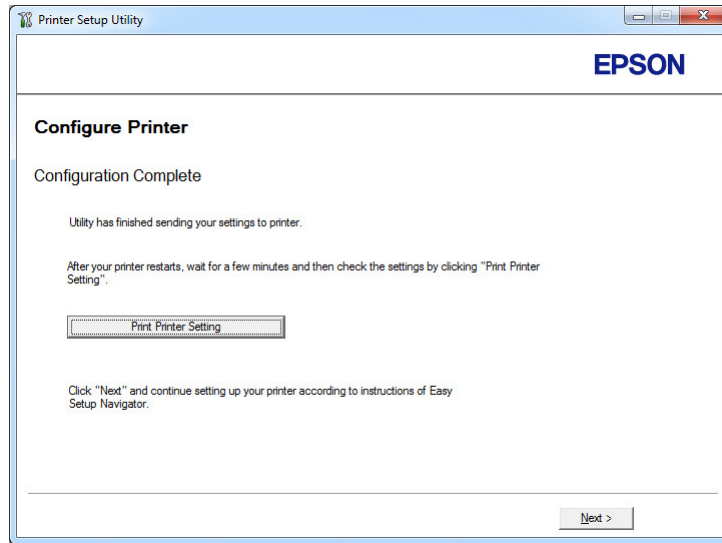 Printer Setup Utility
EPSON
Configure Printer
Configuration Complete
Utility has finished sending your settings to printer.
After your printer restarts, wait for a few minutes and then check the settings by clicking "Print Printer
Setting".
Print Printer Setting
Click "Next" and continue setting up your printer according to instructions of Easy
Setup Navigator.
Next >